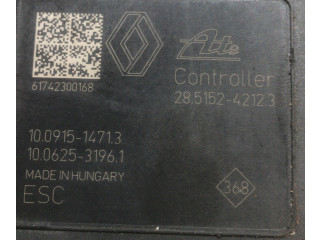 Ate
61742300168
Controller
28.5152-4212.3
10.0915-1471.3
10.0625-3196.1
MADE IN HUNGARY
ESC
368